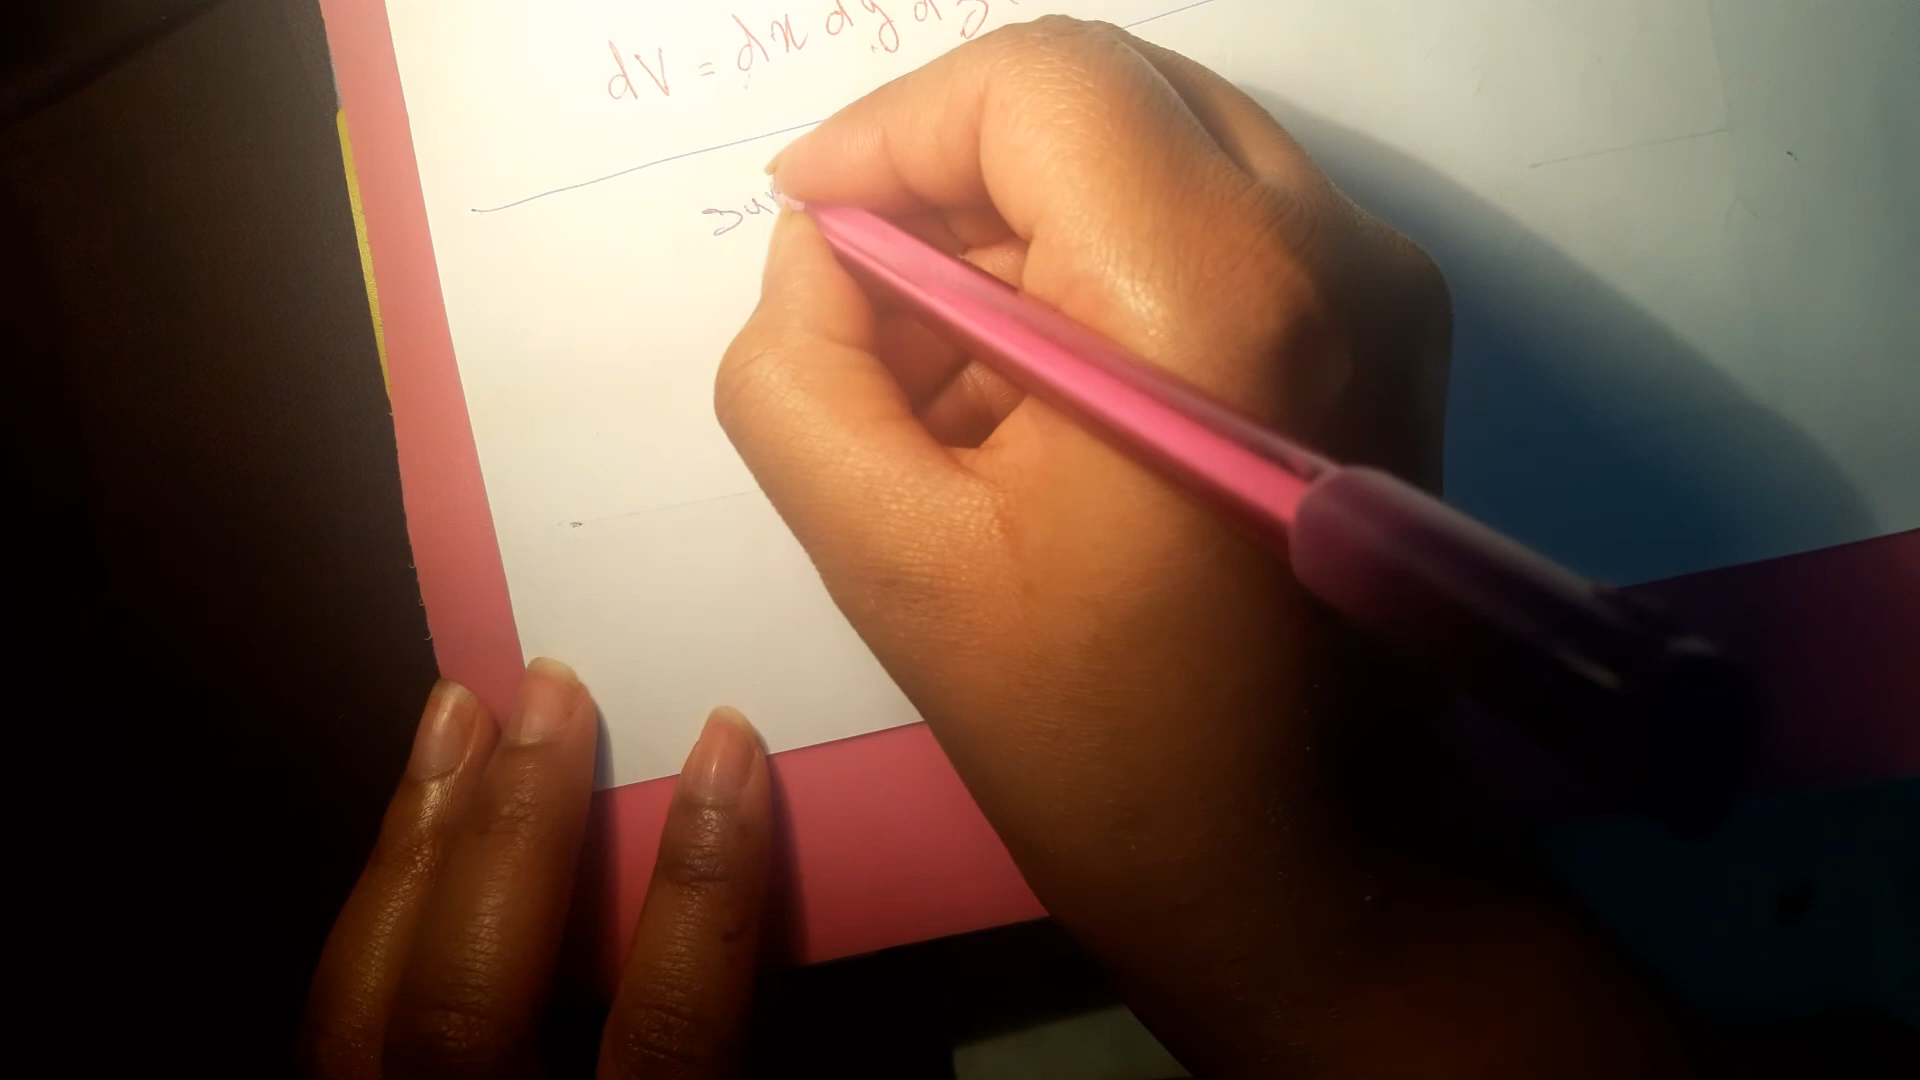 dV = dx dy dz